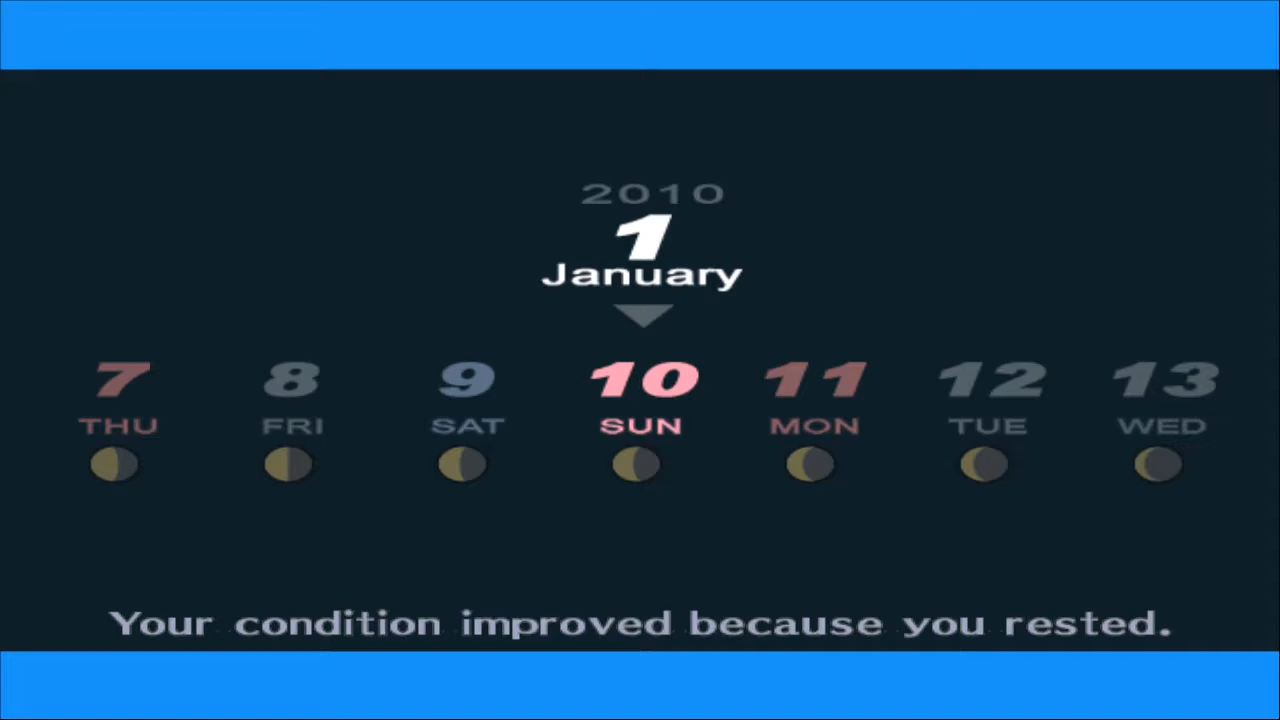 2010
1
January
7 8 9 10 11 12 13
THU FRI SAT SUN MON TUE WED
Your condition improved because you rested.